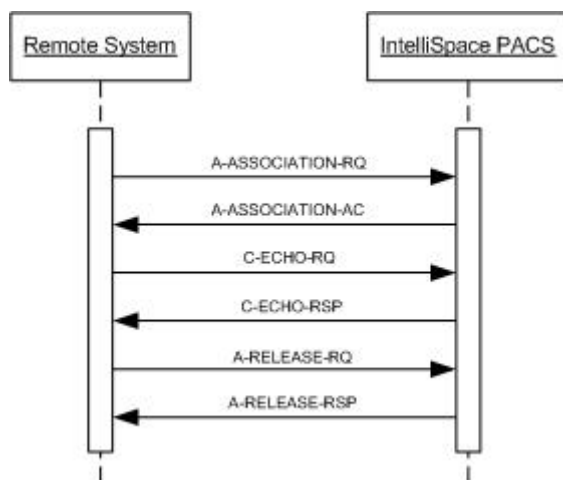 Remote System
IntelliSpace PACS
A-ASSOCIATION-RQ
A-ASSOCIATION-AC
C-ECHO-RQ
C-ECHO-RSP
A-RELEASE-RQ
A-RELEASE-RSP